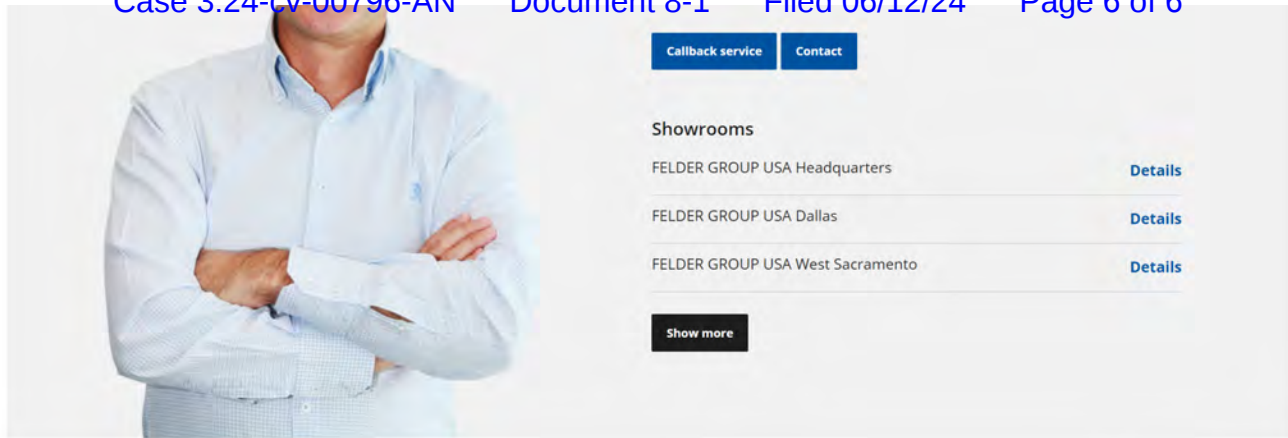 Case 3:24-cv-00796-AN Document 8-1 Filed 06/12/24 Page 6 of 6
Callback service Contact
Showrooms
FELDER GROUP USA Headquarters Details
FELDER GROUP USA Dallas Details
FELDER GROUP USA West Sacramento Details
Show more